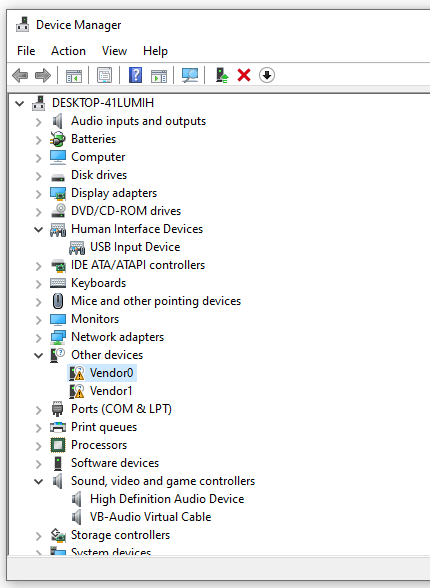 Device Manager
File Action View Help
DESKTOP-41LUMIH
Audio inputs and outputs
Batteries
Computer
Disk drives
Display adapters
DVD/CD-ROM drives
Human Interface Devices
USB Input Device
IDE ATA/ATAPI controllers
Keyboards
Mice and other pointing devices
Monitors
Network adapters
Other devices
Vendor0
Vendor1
Ports (COM & LPT)
Print queues
Processors
Software devices
Sound, video and game controllers
High Definition Audio Device
VB-Audio Virtual Cable
Storage controllers
System devices